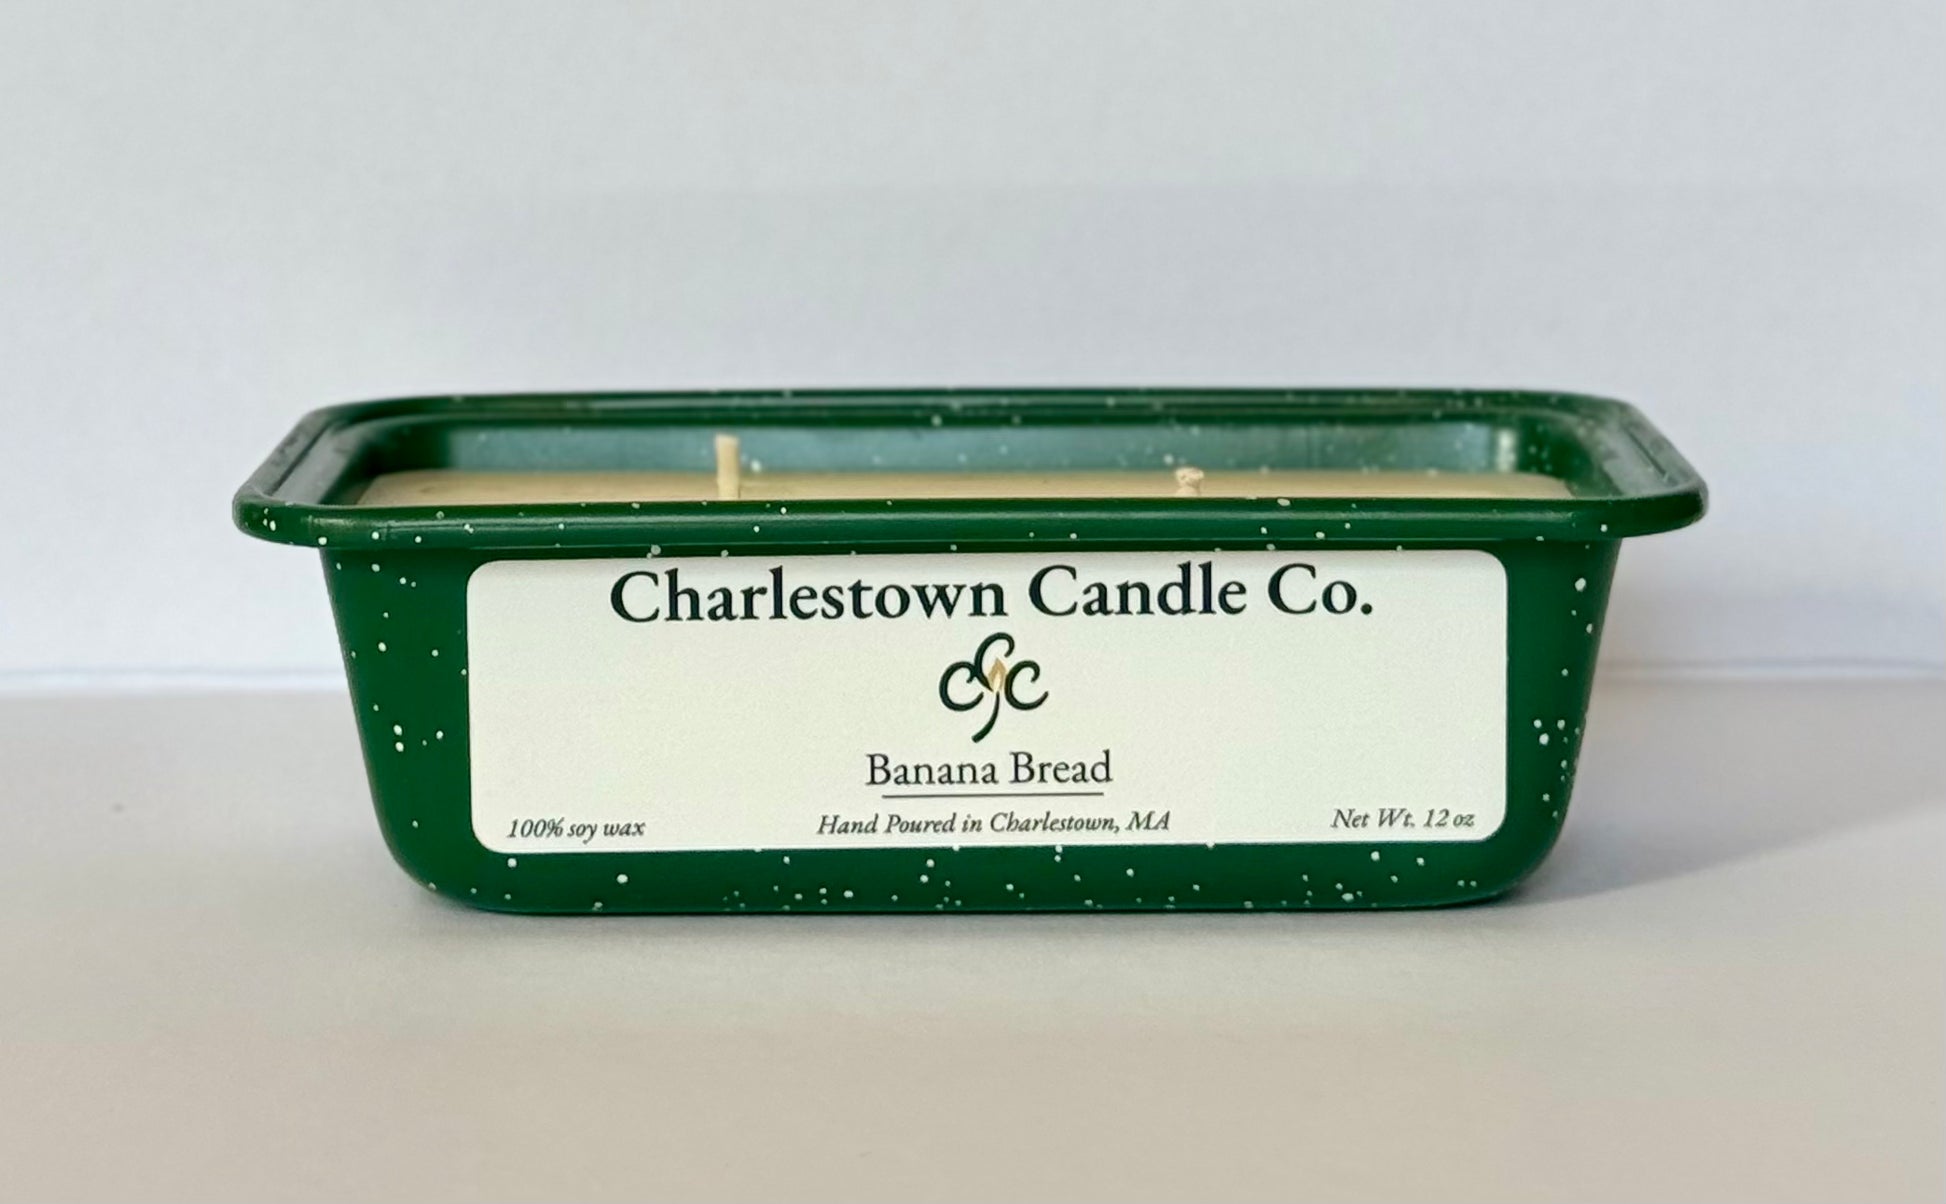 Charlestown Candle Co.
CCC
Banana Bread
100% soy wax
Hand Poured in Charlestown, MA
Net Wt. 12 oz